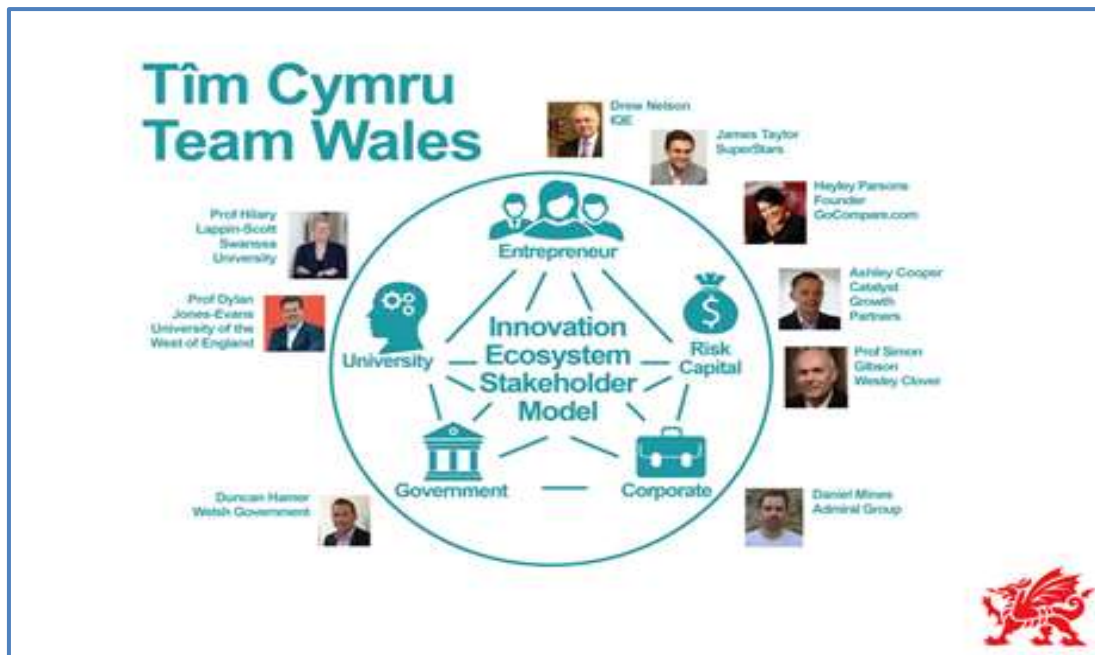 Tîm Cymru
Team Wales
Drew Nelson
IQE
James Taylor
SuperStars
Hayley Parsons
Founder
GoCompare.com
Prof Hilary
Lappin-Scott
Swansea
University
Entrepreneur
Ashley Cooper
Catalyst
Growth
Partners
Prof Dylan
Jones-Evans
University of the
West of England
University
Innovation
Ecosystem
Stakeholder
Model
Risk
Capital
Prof Simon
Gibson
Wesley Clover
Government
Corporate
Duncan Hamer
Welsh Government
Daniel Mines
Admiral Group